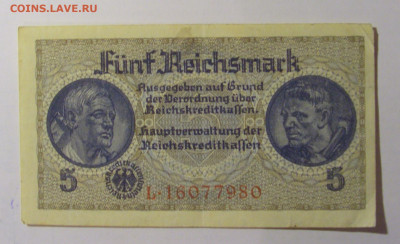 COINS.LAVE.RU
Fünf Reichsmark
Ausgegeben auf Grund
der Verordnung über
Reichskreditkassen.
Hauptverwaltung der
Reichskreditkassen
5 5
L·16077980